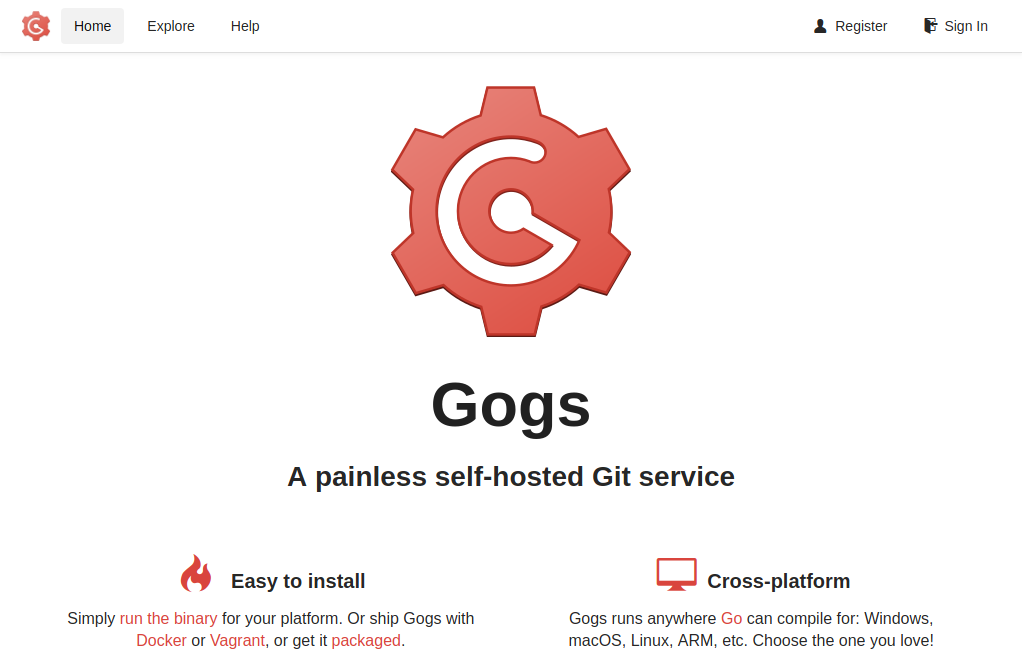 Home Explore Help Register Sign In
Gogs
A painless self-hosted Git service
Easy to install
Simply run the binary for your platform. Or ship Gogs with
Docker or Vagrant, or get it packaged.
Cross-platform
Gogs runs anywhere Go can compile for: Windows,
macOS, Linux, ARM, etc. Choose the one you love!